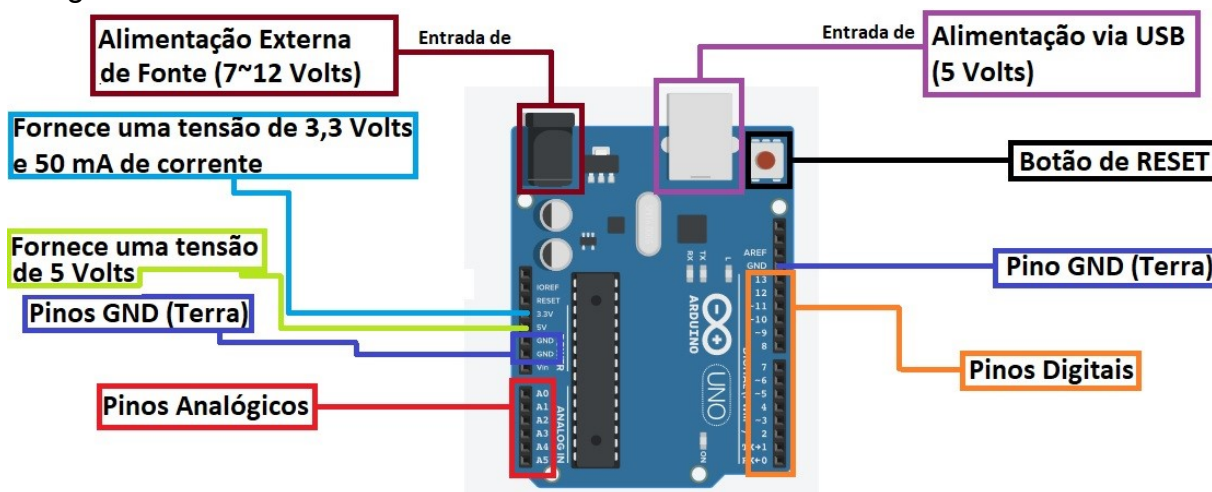 Alimentação Externa
de Fonte (7~12 Volts)
Entrada de
Entrada de
Alimentação via USB
(5 Volts)
Fornece uma tensão de 3,3 Volts
e 50 mA de corrente
Botão de RESET
Fornece uma tensão
de 5 Volts
Pinos GND (Terra)
Pino GND (Terra)
Pinos Analógicos
Pinos Digitais
IOREF
RESET
3.3V
5V
GND
GND
Vin
A0
A1
A2
A3
A4
A5
ANALOG IN
RX
TX
L
ARDUINO
UNO
ON
AREF
GND
13
12
~11
~10
~9
8
7
~6
~5
4
~3
2